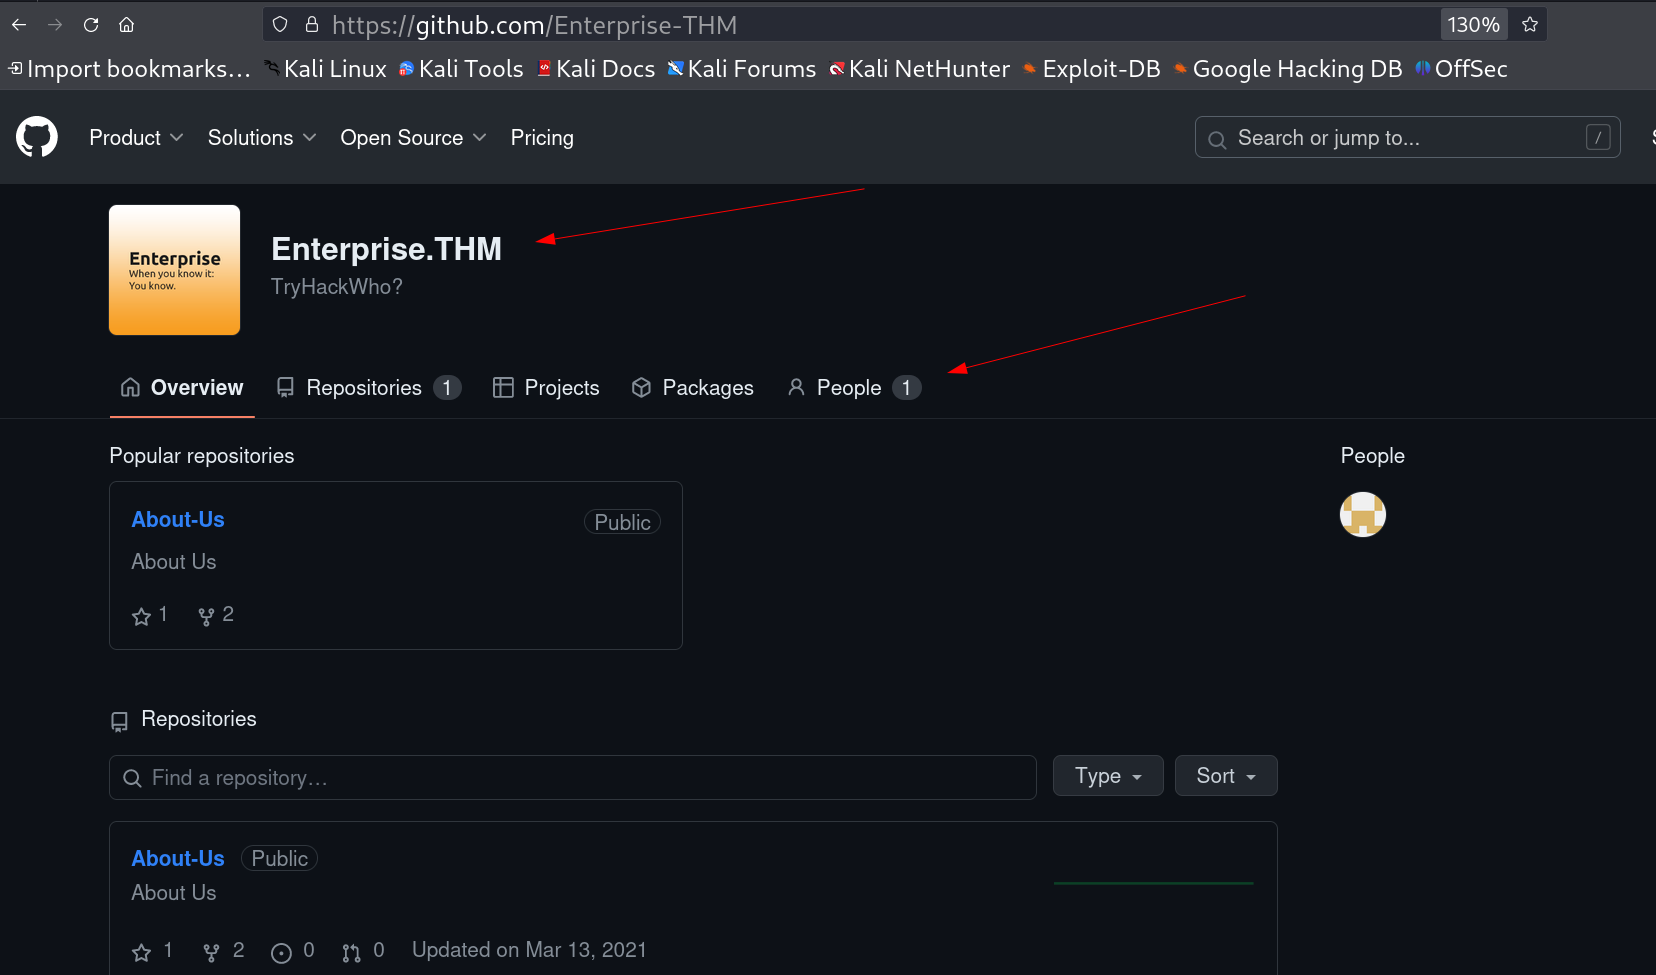 https://github.com/Enterprise-THM 130%
Import bookmarks... Kali Linux Kali Tools Kali Docs Kali Forums Kali NetHunter Exploit-DB Google Hacking DB OffSec
Product Solutions Open Source Pricing Search or jump to... /
Enterprise
When you know it:
You know.
Enterprise.THM
TryHackWho?
Overview Repositories 1 Projects Packages People 1
Popular repositories
People
About-Us Public
About Us
1 2
Repositories
Find a repository… Type Sort
About-Us Public
About Us
1 2 0 0 Updated on Mar 13, 2021